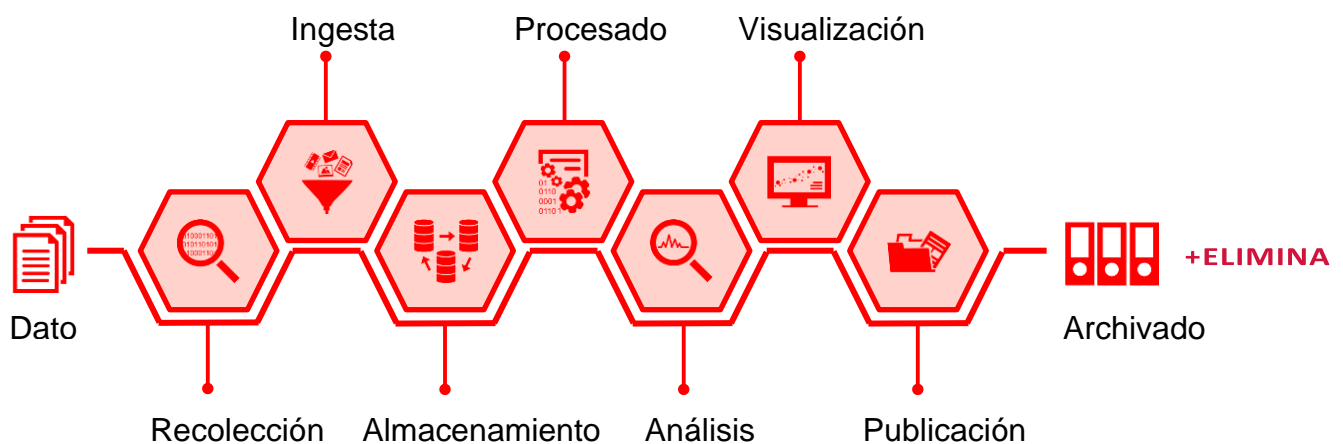 Ingesta
Procesado
Visualización
Dato
Archivado
+ELIMINA
Recolección
Almacenamiento
Análisis
Publicación